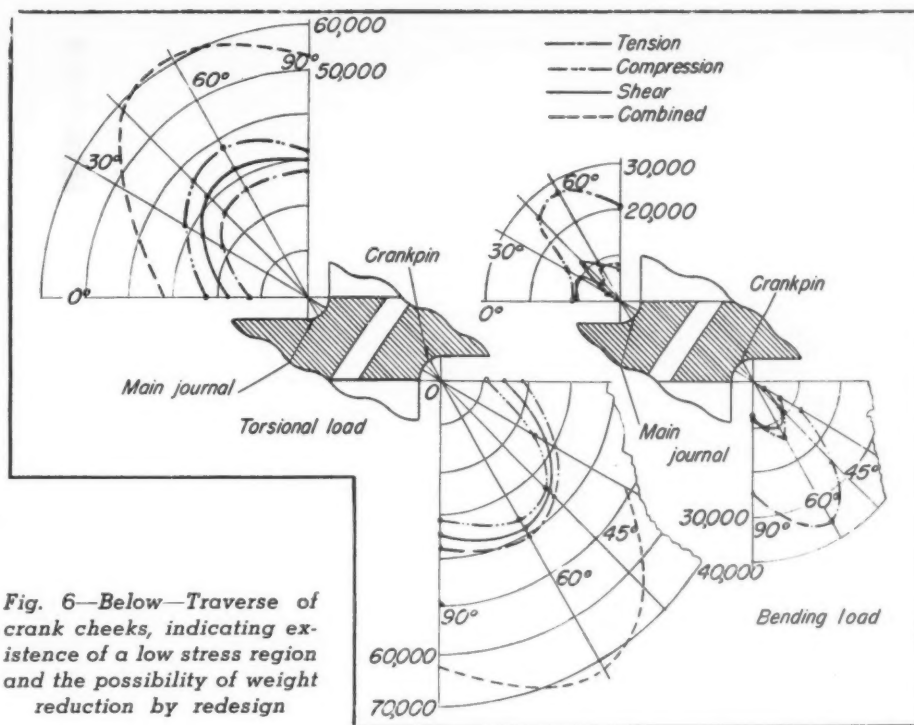 60,000
90°
50,000
60°
30°
0°
Tension
Compression
Shear
Combined
30,000
60°
20,000
30°
0°
Crankpin
Crankpin
Main journal
Torsional load
0
Main
journal
45°
60°
90°
60,000
70,000
45°
60°
90°
30,000
40,000
Bending load
Fig. 6—Below—Traverse of
crank cheeks, indicating ex-
istence of a low stress region
and the possibility of weight
reduction by redesign